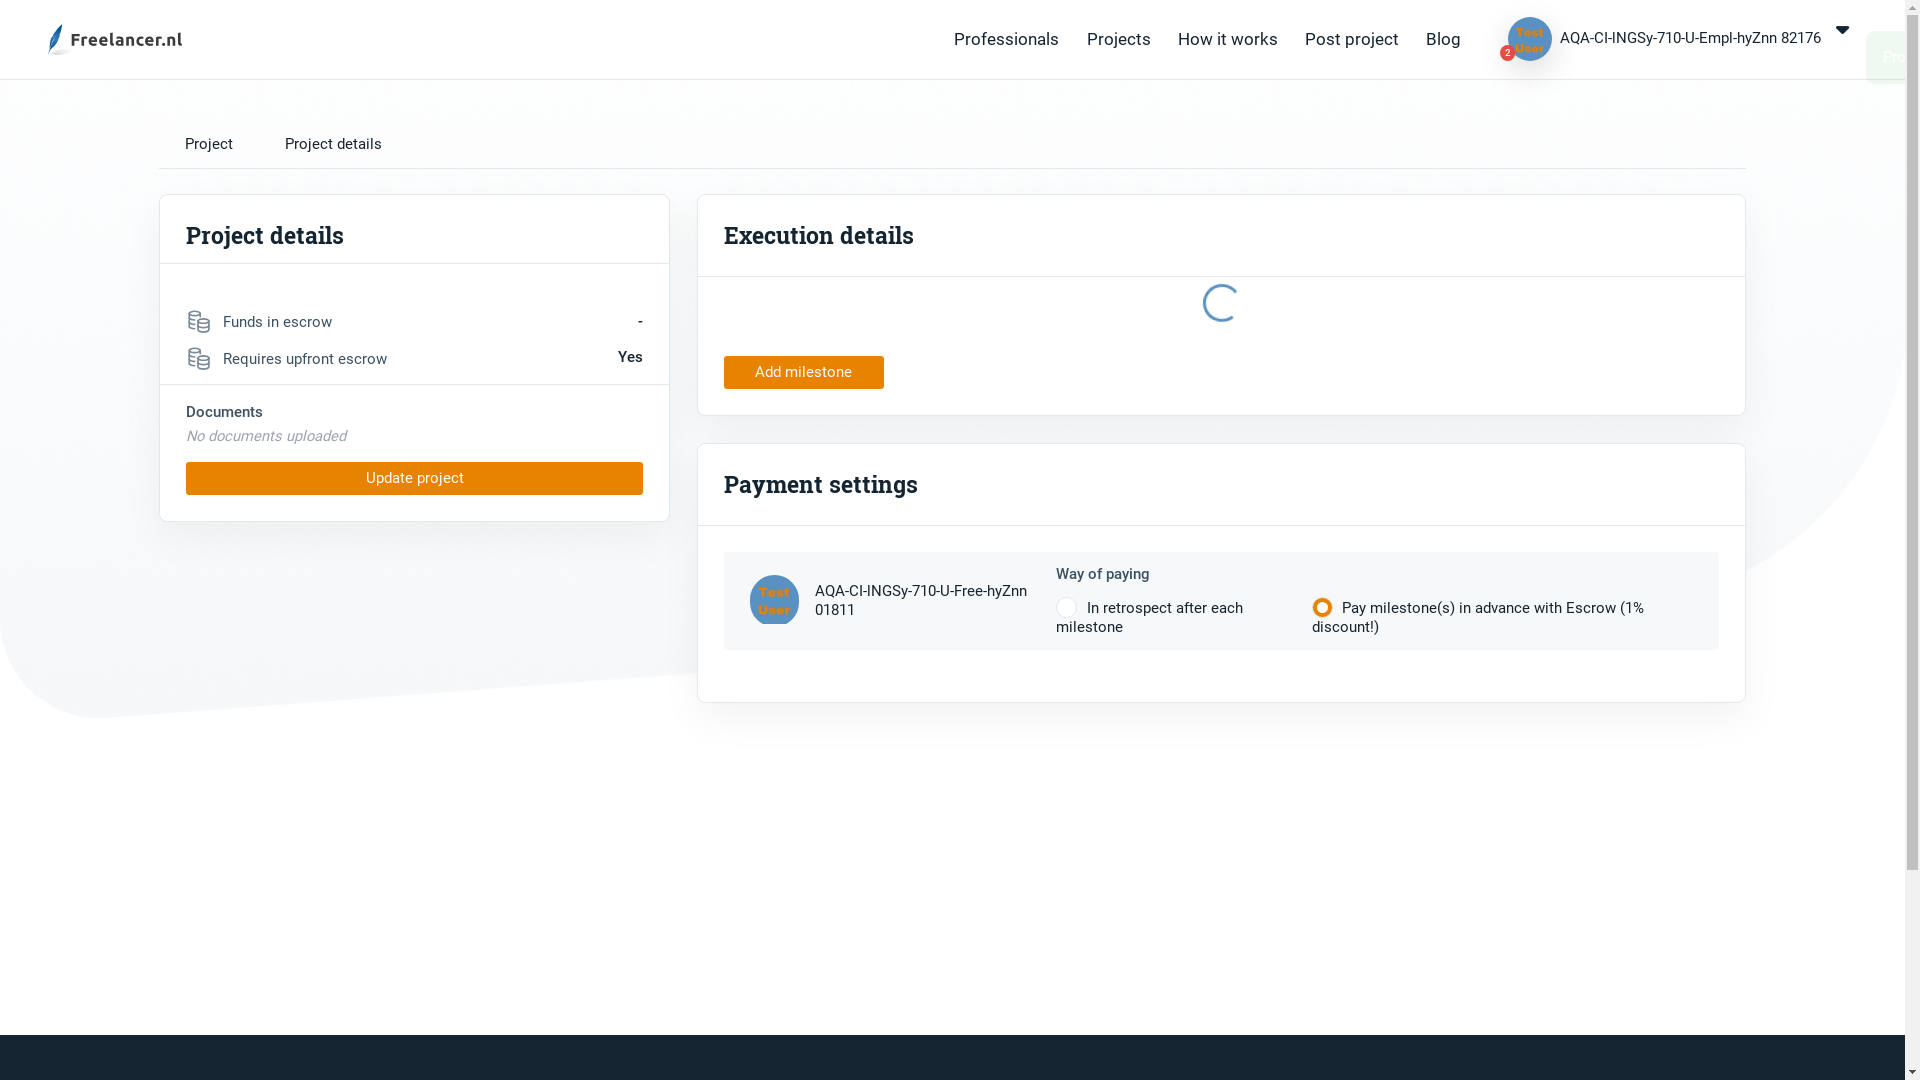 Freelancer.nl
Professionals
Projects
How it works
Post project
Blog
Test
User
2
AQA-CI-INGSy-710-U-Empl-hyZnn 82176
Project
Project details
Project details
Funds in escrow
-
Requires upfront escrow
Yes
Documents
No documents uploaded
Update project
Execution details
Add milestone
Payment settings
Test
User
AQA-CI-INGSy-710-U-Free-hyZnn
01811
Way of paying
In retrospect after each
milestone
Pay milestone(s) in advance with Escrow (1%
discount!)